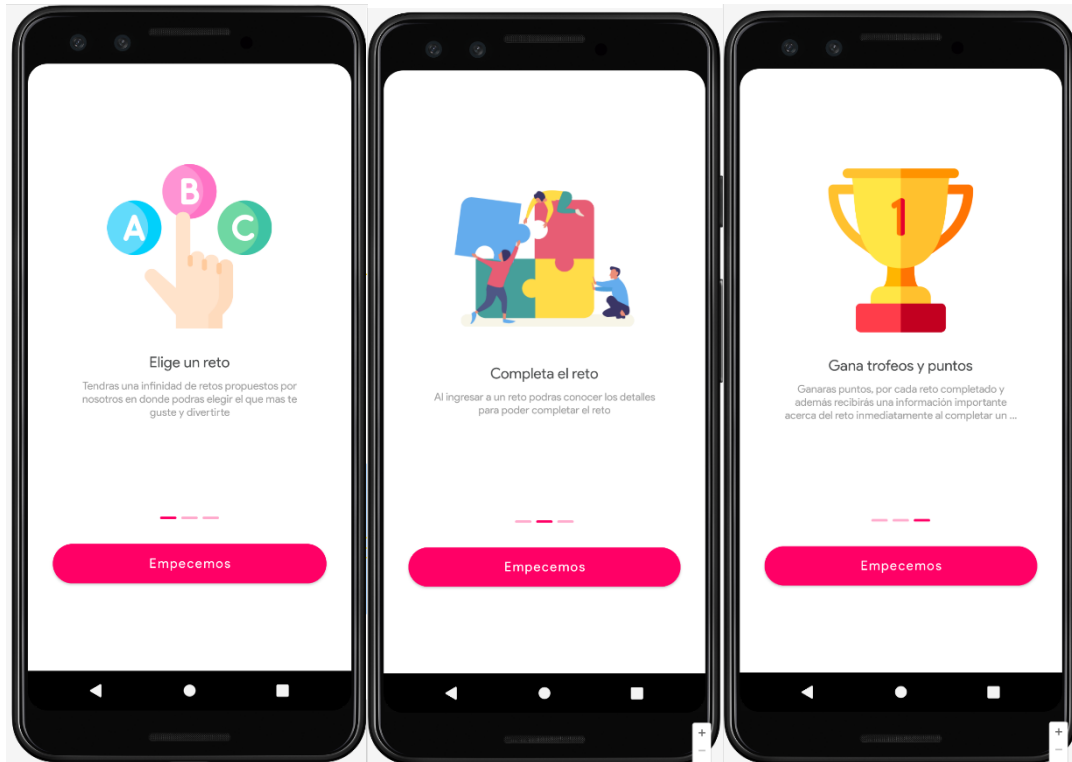 B
A
C
Elige un reto
Tendras una infinidad de retos propuestos por
nosotros en donde podras elegir el que mas te
guste y divertirte
Empecemos
Completa el reto
Al ingresar a un reto podras conocer los detalles
para poder completar el reto
Empecemos
+
−
1
Gana trofeos y puntos
Ganaras puntos, por cada reto completado y
además recibirás una información importante
acerca del reto inmediatamente al completar un ...
Empecemos
+
−